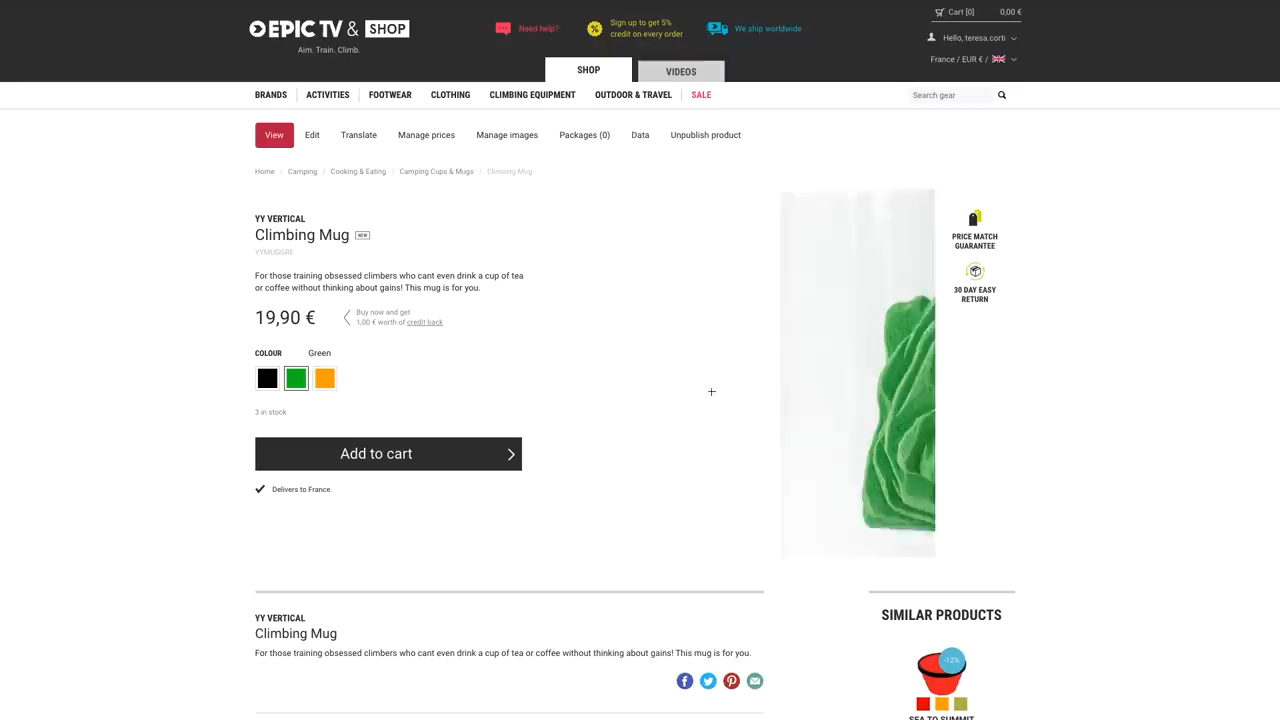 EPIC TV & SHOP
Aim. Train. Climb.
Need help?
Sign up to get 5%
credit on every order
We ship worldwide
Cart [0] 0,00 €
Hello, teresa.corti
France / EUR € /
SHOP
VIDEOS
BRANDS ACTIVITIES FOOTWEAR CLOTHING CLIMBING EQUIPMENT OUTDOOR & TRAVEL SALE
Search gear
View Edit Translate Manage prices Manage images Packages (0) Data Unpublish product
Home / Camping / Cooking & Eating / Camping Cups & Mugs / Climbing Mug
YY VERTICAL
Climbing Mug NEW
YYMUGGRE
For those training obsessed climbers who cant even drink a cup of tea
or coffee without thinking about gains! This mug is for you.
19,90 €
Buy now and get
1,00 € worth of credit back
COLOUR Green
3 in stock
Add to cart
Delivers to France.
PRICE MATCH
GUARANTEE
30 DAY EASY
RETURN
YY VERTICAL
Climbing Mug
For those training obsessed climbers who cant even drink a cup of tea or coffee without thinking about gains! This mug is for you.
SIMILAR PRODUCTS
-12%
SEA TO SUMMIT